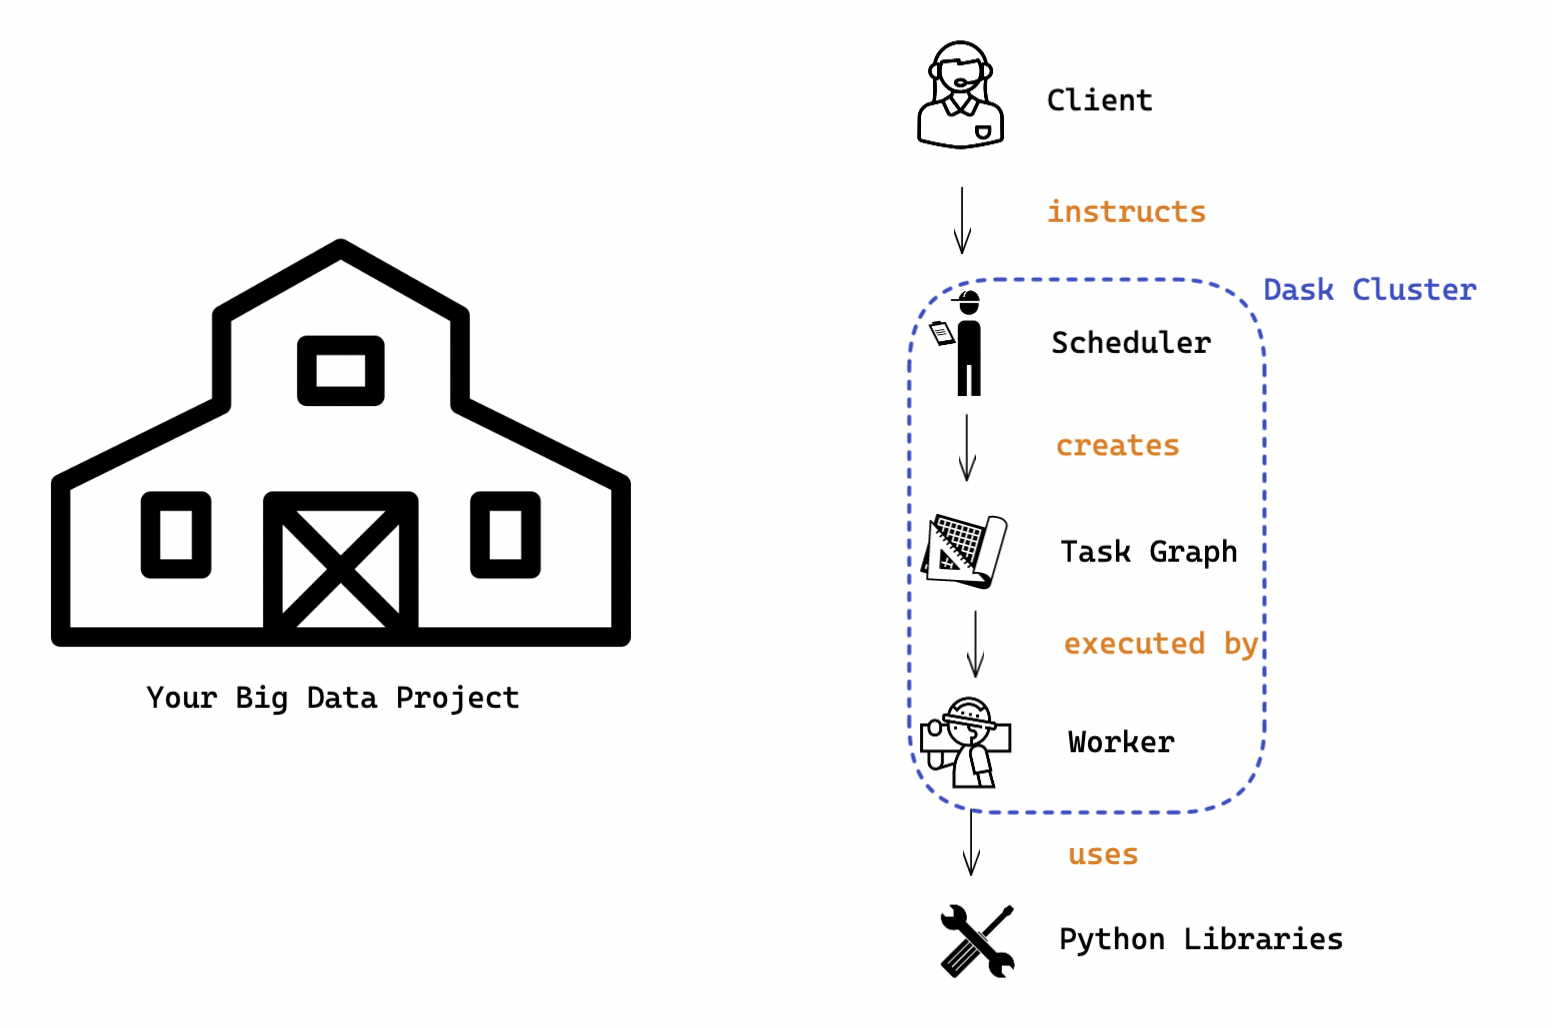 Your Big Data Project
Client
instructs
Dask Cluster
Scheduler
creates
Task Graph
executed by
Worker
uses
Python Libraries